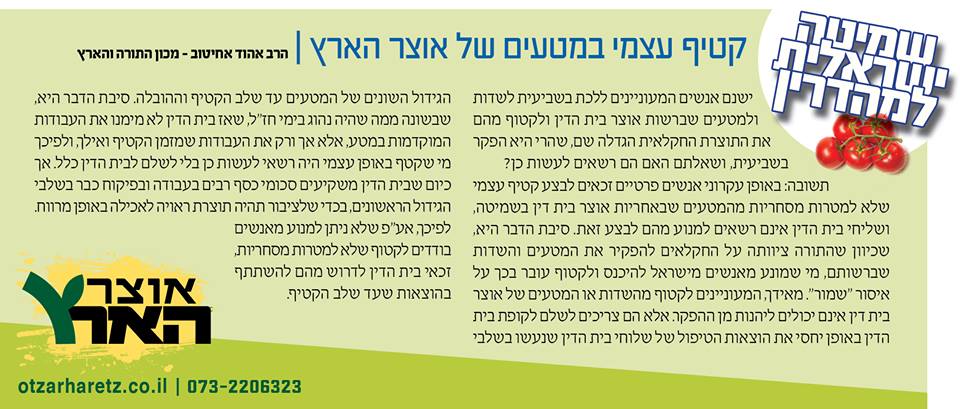 שמיטה
ישראלית
למהדרין
קטיף עצמי במטעים של אוצר הארץ | הרב אהוד אחיטוב - מכון התורה והארץ
ישנם אנשים המעוניינים ללכת בשביעית לשדות
ולמטעים שברשות אוצר בית הדין ולקטוף מהם
את התוצרת החקלאית הגדלה שם, שהרי היא הפקר
בשביעית, ושאלתם האם הם רשאים לעשות כן?
תשובה: באופן עקרוני אנשים פרטיים זכאים לבצע קטיף עצמי
שלא למטרות מסחריות מהמטעים שבאחריות אוצר בית דין בשמיטה,
ושליחי בית הדין אינם רשאים למנוע מהם לבצע זאת. סיבת הדבר היא,
שכיוון שהתורה ציוותה על החקלאים להפקיר את המטעים והשדות
שברשותם, מי שמונע מאנשים מישראל להיכנס ולקטוף עובר בכך על
איסור "שמור". מאידך, המעוניינים לקטוף מהשדות או המטעים של אוצר
בית דין אינם יכולים ליהנות מן ההפקר. אלא הם צריכים לשלם לקופת בית
הדין באופן יחסי את הוצאות הטיפול של שלוחי בית הדין שנעשו בשלבי
הגידול השונים של המטעים עד שלב הקטיף וההובלה. סיבת הדבר היא,
שבשונה ממה שהיה נהוג בימי חז"ל, שאז בית הדין לא מימנו את העבודות
המוקדמות במטע, אלא אך ורק את העבודות שמזמן הקטיף ואילך, ולפיכך
מי שקטף באופן עצמי היה רשאי לעשות כן בלי לשלם לבית הדין כלל. אך
כיום שבית הדין משקיעים סכומי כסף רבים בעבודה ובפיקוח כבר בשלבי
הגידול הראשונים, בכדי שלציבור תהיה תוצרת ראויה לאכילה באופן מרווח.
לפיכך, אע"פ שלא ניתן למנוע מאנשים
בודדים לקטוף שלא למטרות מסחריות,
זכאי בית הדין לדרוש מהם להשתתף
בהוצאות שעד שלב הקטיף.
אוצר
הארץ
otzarharetz.co.il | 073-2206323